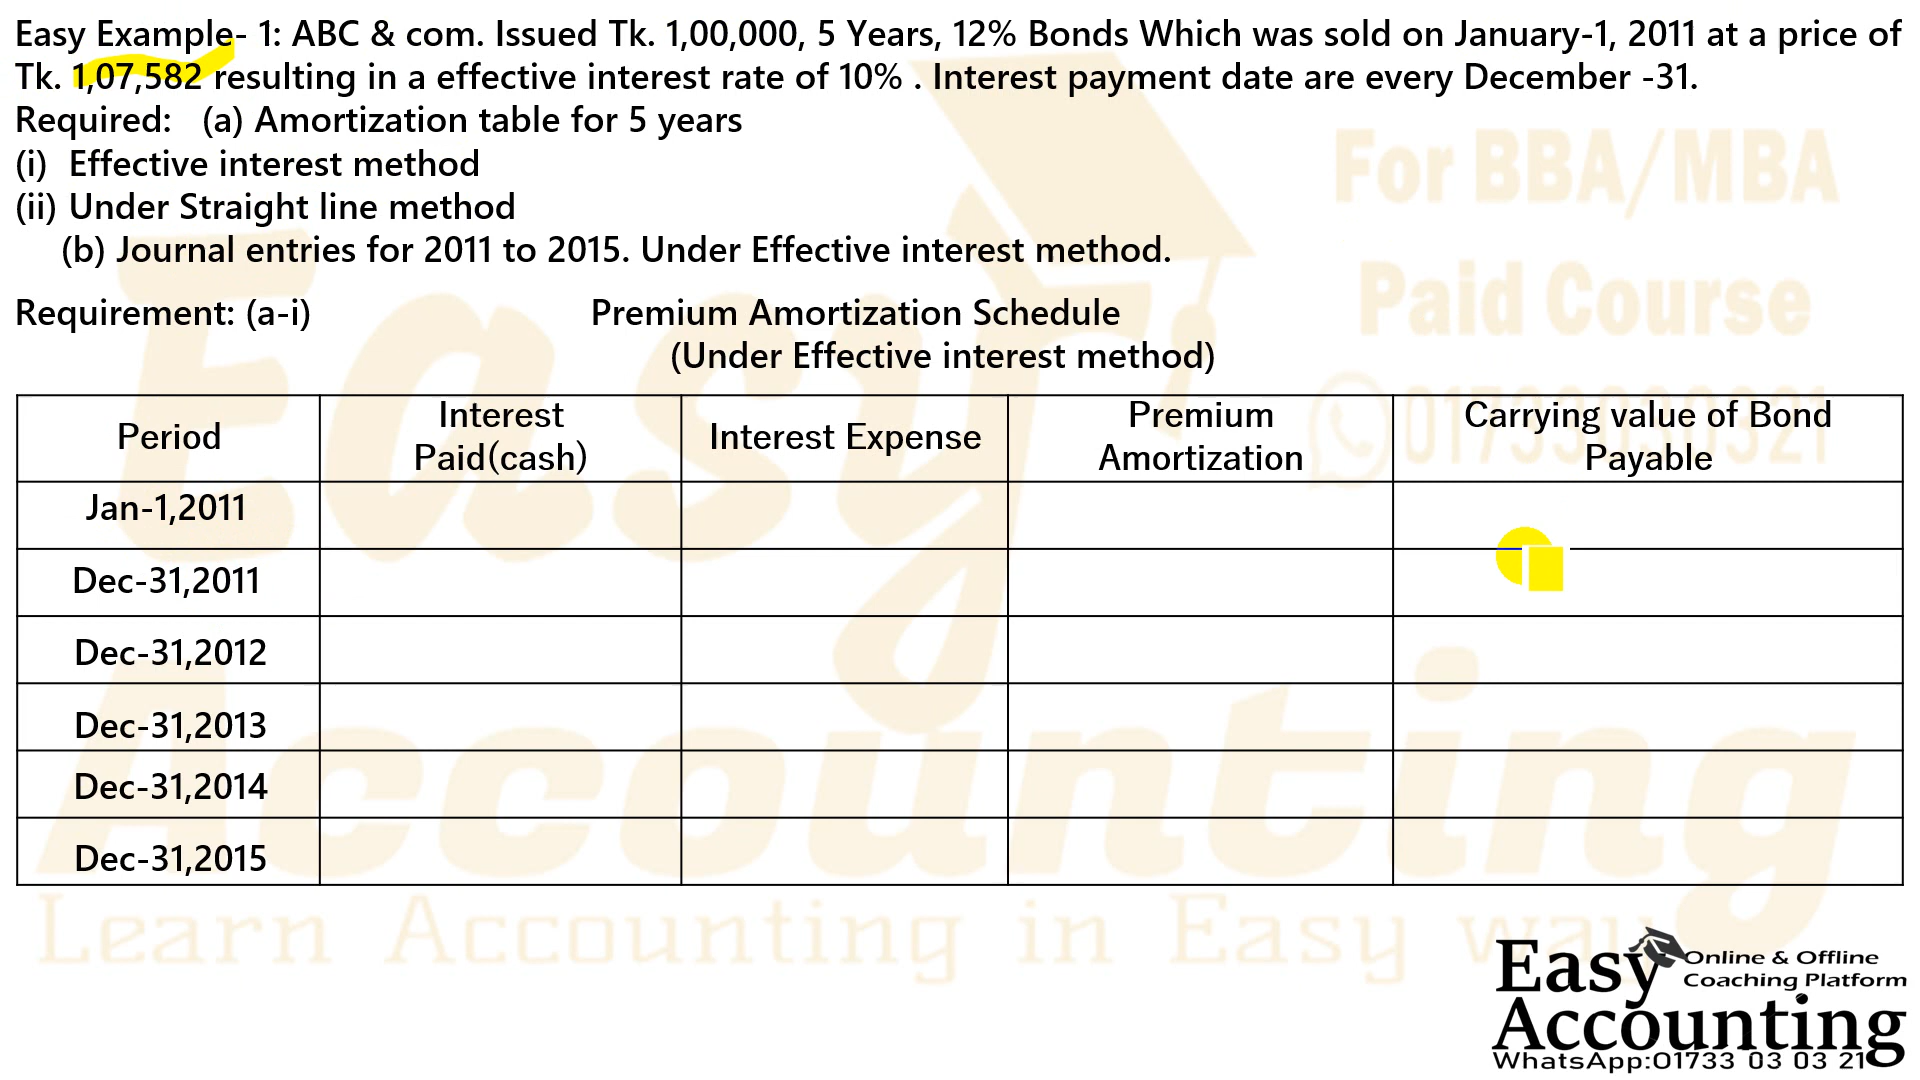 Easy Example- 1: ABC & com. Issued Tk. 1,00,000, 5 Years, 12% Bonds Which was sold on January-1, 2011 at a price of
Tk. 1,07,582 resulting in a effective interest rate of 10% . Interest payment date are every December -31.
Required: (a) Amortization table for 5 years
(i) Effective interest method
(ii) Under Straight line method
(b) Journal entries for 2011 to 2015. Under Effective interest method.
For BBA/MBA
Paid Course
Requirement: (a-i) Premium Amortization Schedule
(Under Effective interest method)
Period Interest Paid(cash) Interest Expense Premium Amortization Carrying value of Bond Payable
Jan-1,2011
Dec-31,2011
Dec-31,2012
Dec-31,2013
Dec-31,2014
Dec-31,2015
01733030321
Easy
Accounting
Learn Accounting in Easy way
Easy Online & Offline
Coaching Platform
Accounting
WhatsApp:01733 03 03 21